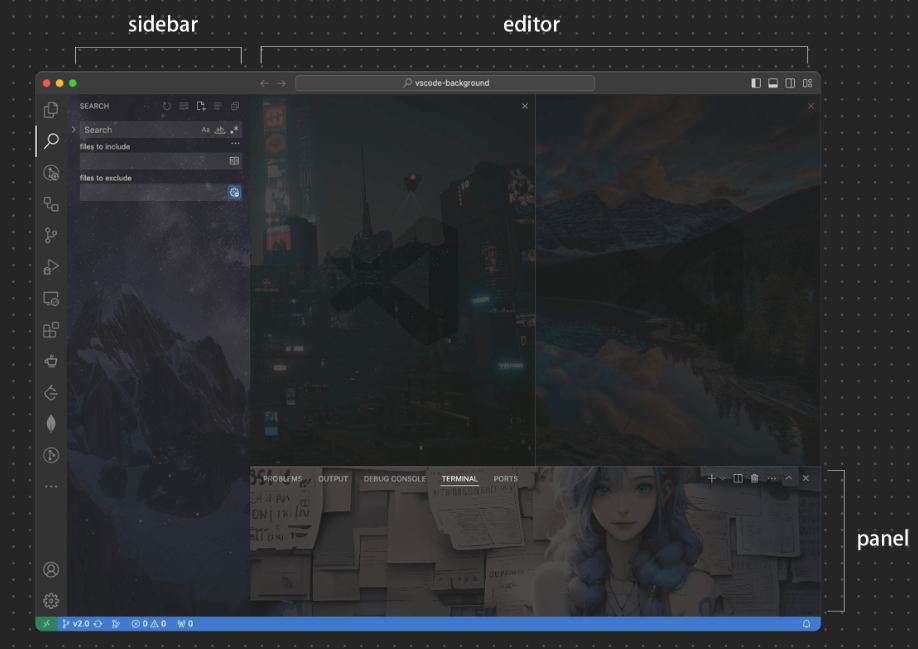 sidebar
editor
vscode-background
SEARCH
Search
Aa ab
files to include
files to exclude
PROBLEMS OUTPUT DEBUG CONSOLE TERMINAL PORTS
panel
v2.0 0 0 0